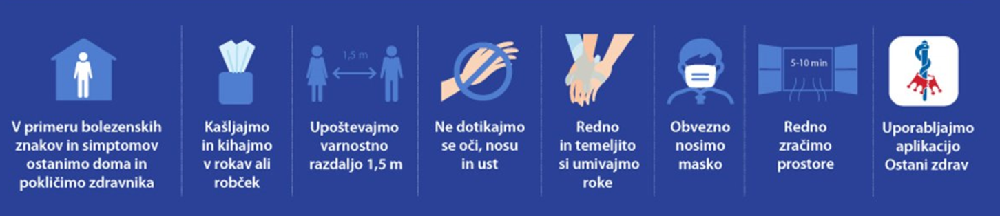 V primeru bolezenskih
znakov in simptomov
ostanimo doma in
pokličimo zdravnika
Kašljajmo
in kihajmo
v rokav ali
robček
1,5 m
Upoštevajmo
varnostno
razdaljo 1,5 m
Ne dotikajmo
se oči, nosu
in ust
Redno
in temeljito
si umivajmo
roke
Obvezno
nosimo
masko
5-10 min
Redno
zračimo
prostore
Uporabljajmo
aplikacijo
Ostani zdrav